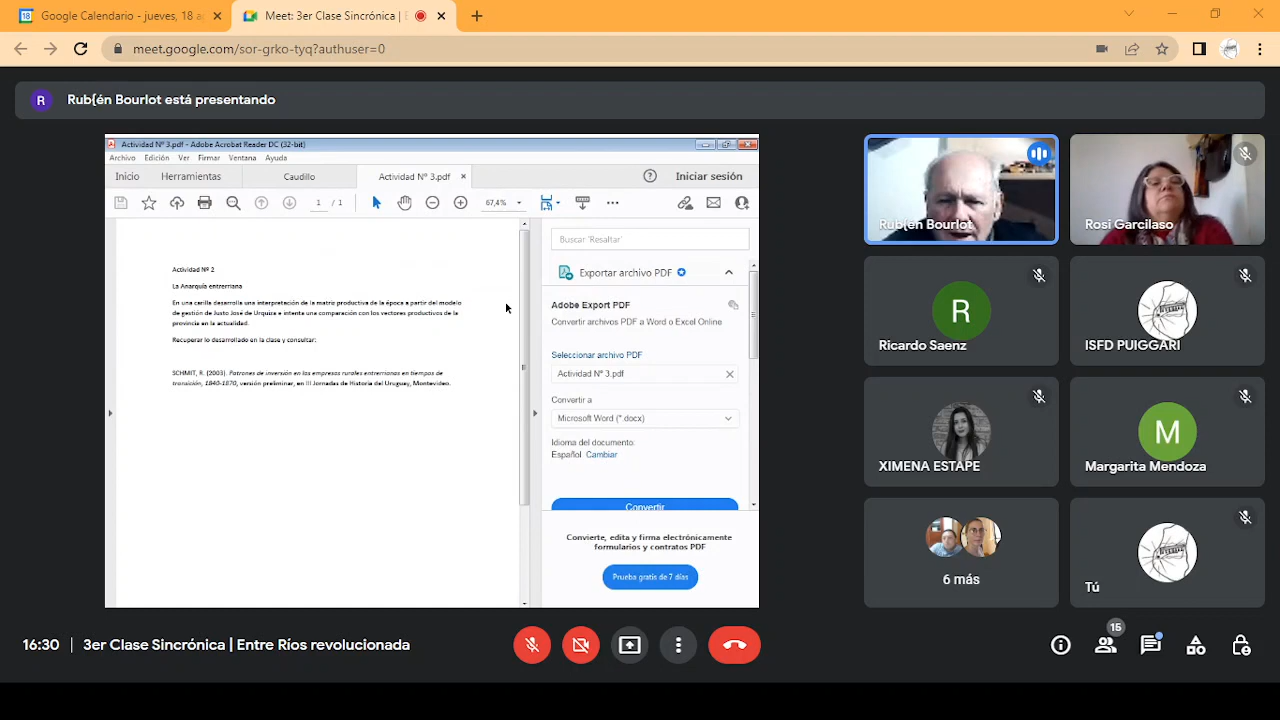 Google Calendario - jueves, 18 a
Meet: 3er Clase Sincrónica | E
meet.google.com/sor-grko-tyq?authuser=0
R
Rub{én Bourlot está presentando
Actividad Nº 3.pdf - Adobe Acrobat Reader DC (32-bit)
Archivo Edición Ver Firmar Ventana Ayuda
Inicio Herramientas Caudillo Actividad Nº 3.pdf Iniciar sesión
1 / 1 67,4%
Actividad Nº 2
La Anarquía entrerriana
En una carilla desarrolle una interpretación de la matriz productiva de la época a partir del modelo
de gestión de Justo José de Urquiza e intente una comparación con los vectores productivos de la
provincia en la actualidad.
Recuperar lo desarrollado en la clase y consultar:
SCHMIT, R. (2003). Patrones de inversión en las empresas rurales entrerrianas en tiempos de
transición, 1840-1870, versión preliminar, en III Jornadas de Historia del Uruguay, Montevideo.
Buscar 'Resaltar'
Exportar archivo PDF
Adobe Export PDF
Convertir archivos PDF a Word o Excel Online
Seleccionar archivo PDF
Actividad Nº 3.pdf
Convertir a
Microsoft Word (*.docx)
Idioma del documento:
Español Cambiar
Convertir
Convierte, edita y firma electrónicamente
formularios y contratos PDF
Prueba gratis de 7 días
Rub{én Bourlot
Rosi Garcilaso
R
Ricardo Saenz
ISFD PUIGGARI
XIMENA ESTAPE
M
Margarita Mendoza
6 más
Tú
16:30 | 3er Clase Sincrónica | Entre Ríos revolucionada
15